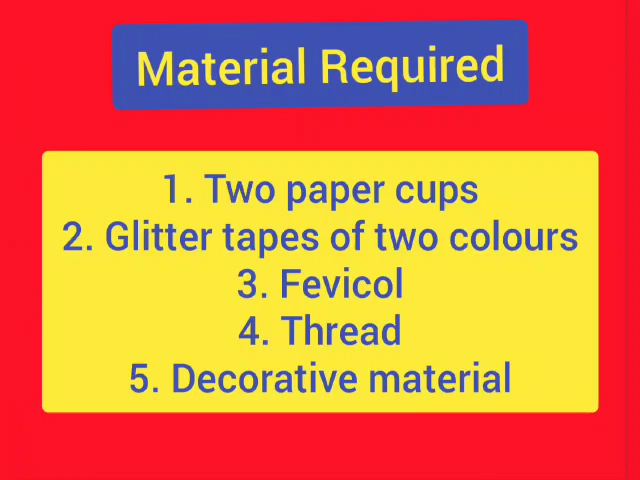 Material Required
1. Two paper cups
2. Glitter tapes of two colours
3. Fevicol
4. Thread
5. Decorative material